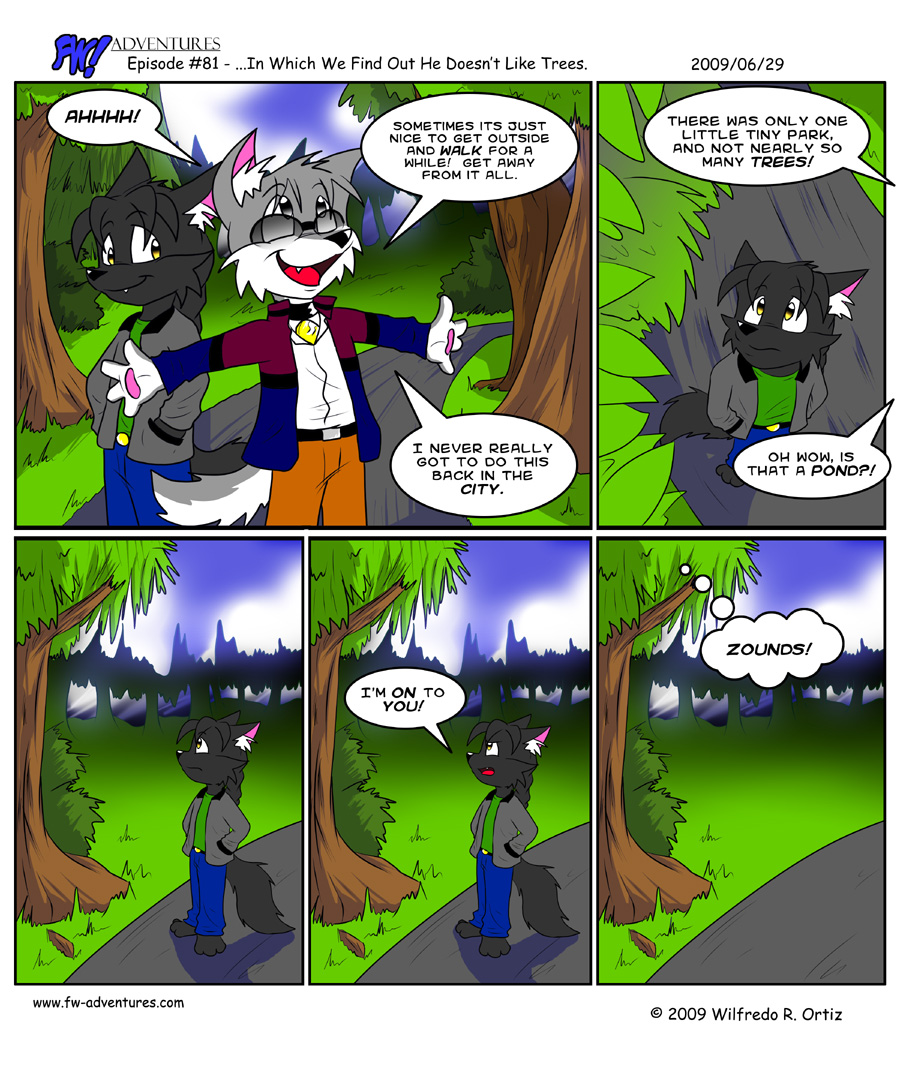 FW! ADVENTURES
Episode #81 - ...In Which We Find Out He Doesn't Like Trees. 2009/06/29
AHHHH!
SOMETIMES ITS JUST
NICE TO GET OUTSIDE
AND WALK FOR A
WHILE! GET AWAY
FROM IT ALL.
I NEVER REALLY
GOT TO DO THIS
BACK IN THE
CITY.
THERE WAS ONLY ONE
LITTLE TINY PARK,
AND NOT NEARLY SO
MANY TREES!
OH WOW, IS
THAT A POND?!
I'M ON TO
YOU!
ZOUNDS!
www.fw-adventures.com
© 2009 Wilfredo R. Ortiz